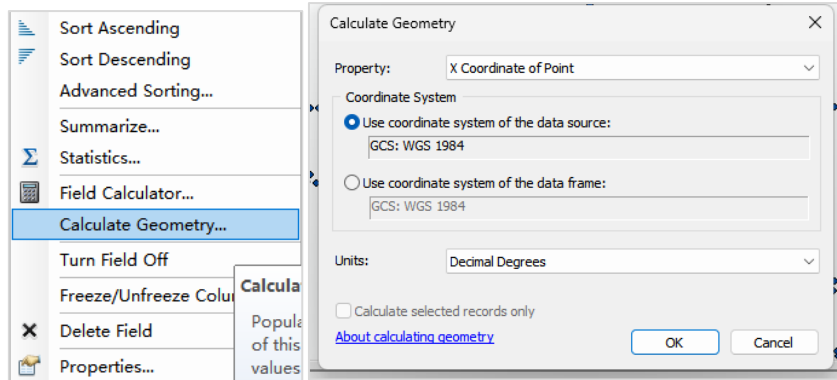 Sort Ascending
Sort Descending
Advanced Sorting...
Summarize...
Statistics...
Field Calculator...
Calculate Geometry...
Turn Field Off
Freeze/Unfreeze Colu
Delete Field
Properties...
Calcula
Popula
of this
values
Calculate Geometry
Property:
X Coordinate of Point
Coordinate System
Use coordinate system of the data source:
GCS: WGS 1984
Use coordinate system of the data frame:
GCS: WGS 1984
Units:
Decimal Degrees
Calculate selected records only
About calculating geometry
OK
Cancel